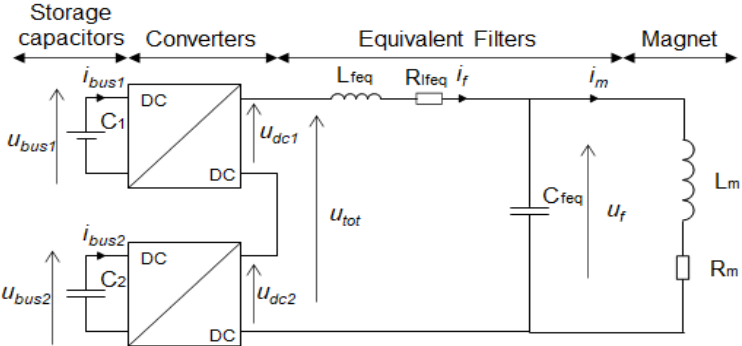 Storage
capacitors
Converters
Equivalent Filters
Magnet
ibus1
Lfeq
Rlfeq
if
im
DC
C1
ubus1
udc1
DC
utot
Cfeq
uf
Lm
Rm
ibus2
DC
C2
ubus2
udc2
DC